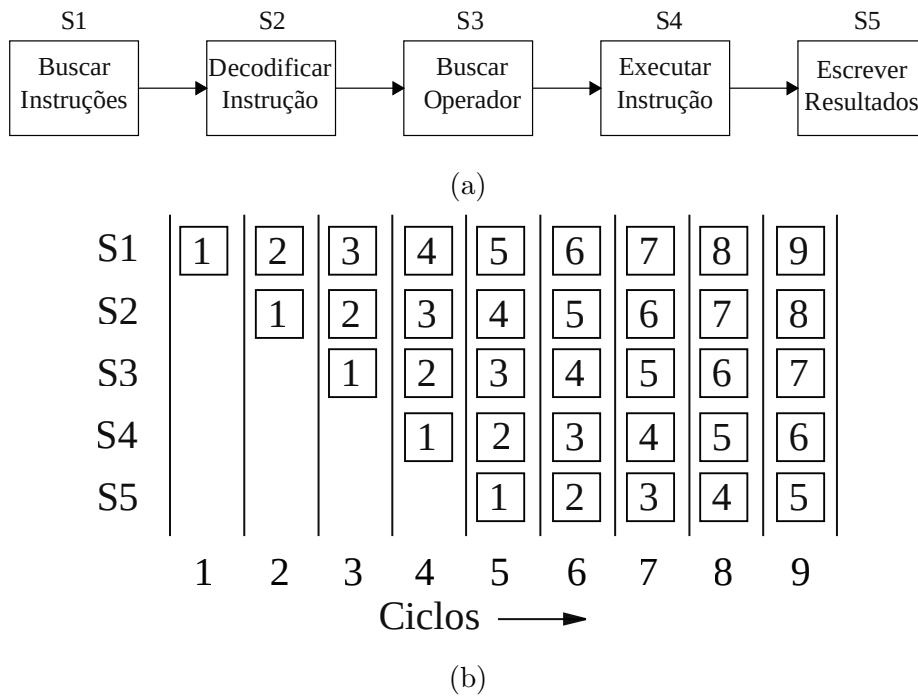 S1 S2 S3 S4 S5
Buscar Instruções
Decodificar Instrução
Buscar Operador
Executar Instrução
Escrever Resultados
(a)
S1 1 2 3 4 5 6 7 8 9
S2 1 2 3 4 5 6 7 8
S3 1 2 3 4 5 6 7
S4 1 2 3 4 5 6
S5 1 2 3 4 5
1 2 3 4 5 6 7 8 9
Ciclos
(b)